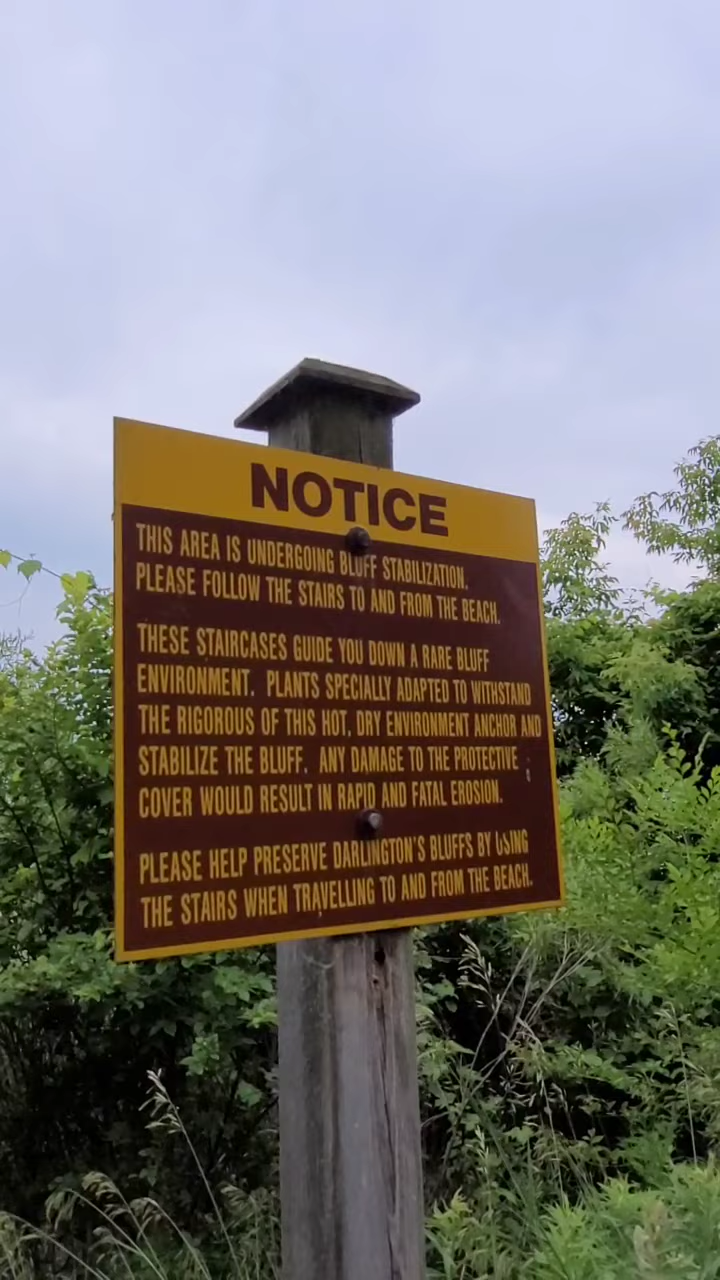 NOTICE
THIS AREA IS UNDERGOING BLUFF STABILIZATION.
PLEASE FOLLOW THE STAIRS TO AND FROM THE BEACH.
THESE STAIRCASES GUIDE YOU DOWN A RARE BLUFF
ENVIRONMENT. PLANTS SPECIALLY ADAPTED TO WITHSTAND
THE RIGOROUS OF THIS HOT, DRY ENVIRONMENT ANCHOR AND
STABILIZE THE BLUFF. ANY DAMAGE TO THE PROTECTIVE
COVER WOULD RESULT IN RAPID AND FATAL EROSION.
PLEASE HELP PRESERVE DARLINGTON'S BLUFFS BY USING
THE STAIRS WHEN TRAVELLING TO AND FROM THE BEACH.